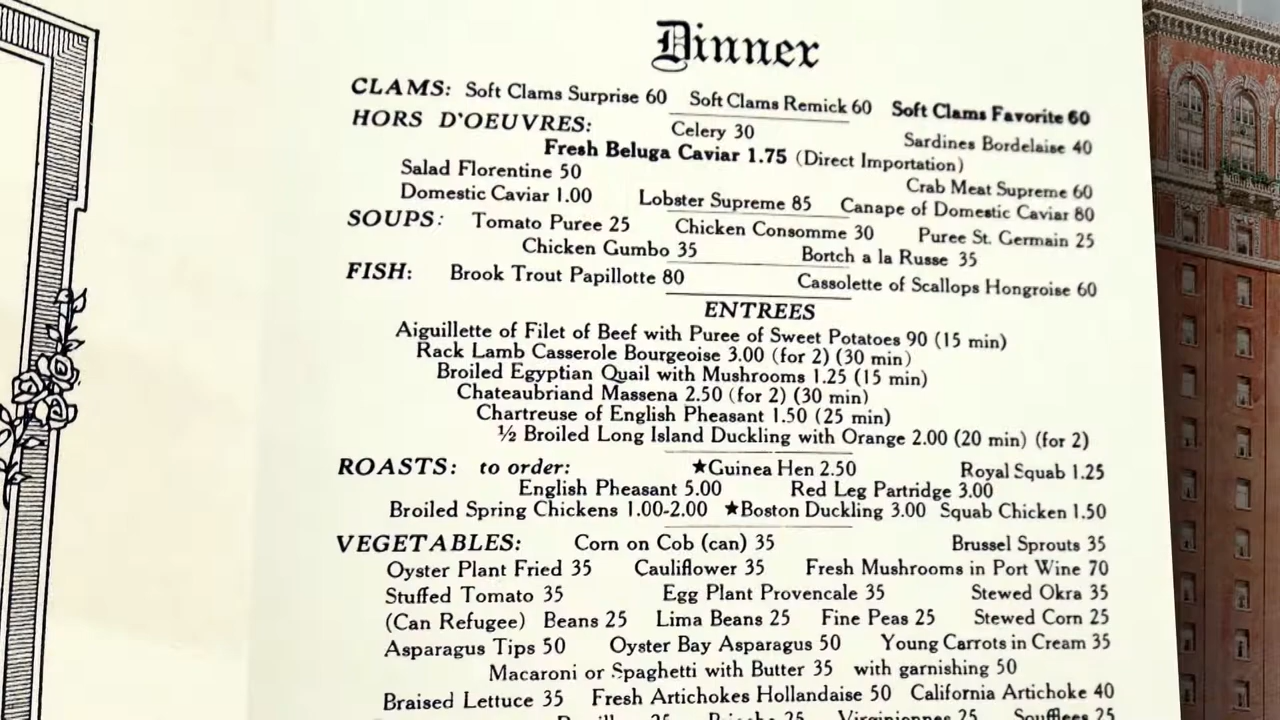 Dinner
CLAMS: Soft Clams Surprise 60 Soft Clams Remick 60 Soft Clams Favorite 60
HORS D'OEUVRES: Celery 30 Sardines Bordelaise 40
Fresh Beluga Caviar 1.75 (Direct Importation)
Salad Florentine 50 Crab Meat Supreme 60
Domestic Caviar 1.00 Lobster Supreme 85 Canape of Domestic Caviar 80
SOUPS: Tomato Puree 25 Chicken Consomme 30 Puree St. Germain 25
Chicken Gumbo 35 Bortch a la Russe 35
FISH: Brook Trout Papillotte 80 Cassolette of Scallops Hongroise 60
ENTREES
Aiguillette of Filet of Beef with Puree of Sweet Potatoes 90 (15 min)
Rack Lamb Casserole Bourgeoise 3.00 (for 2) (30 min)
Broiled Egyptian Quail with Mushrooms 1.25 (15 min)
Chateaubriand Massena 2.50 (for 2) (30 min)
Chartreuse of English Pheasant 1.50 (25 min)
½ Broiled Long Island Duckling with Orange 2.00 (20 min) (for 2)
ROASTS: to order: ★Guinea Hen 2.50 Royal Squab 1.25
English Pheasant 5.00 Red Leg Partridge 3.00
Broiled Spring Chickens 1.00-2.00 ★Boston Duckling 3.00 Squab Chicken 1.50
VEGETABLES: Corn on Cob (can) 35 Brussel Sprouts 35
Oyster Plant Fried 35 Cauliflower 35 Fresh Mushrooms in Port Wine 70
Stuffed Tomato 35 Egg Plant Provencale 35 Stewed Okra 35
(Can Refugee) Beans 25 Lima Beans 25 Fine Peas 25 Stewed Corn 25
Asparagus Tips 50 Oyster Bay Asparagus 50 Young Carrots in Cream 35
Macaroni or Spaghetti with Butter 35 with garnishing 50
Braised Lettuce 35 Fresh Artichokes Hollandaise 50 California Artichoke 40
25 25 Virginiennes 25 Soufflees 25